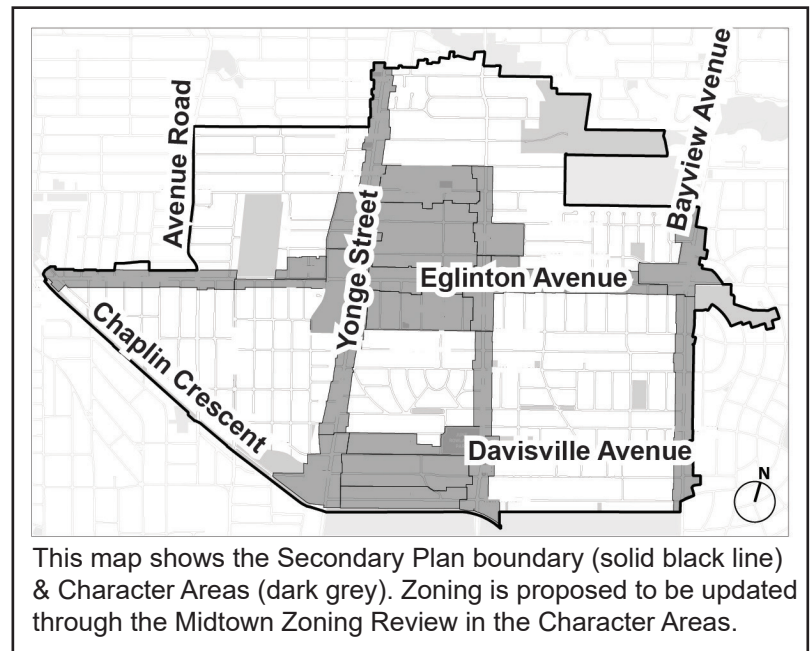 Avenue Road
Bayview Avenue
Yonge Street
Eglinton Avenue
Chaplin Crescent
Davisville Avenue
N
This map shows the Secondary Plan boundary (solid black line)
& Character Areas (dark grey). Zoning is proposed to be updated
through the Midtown Zoning Review in the Character Areas.